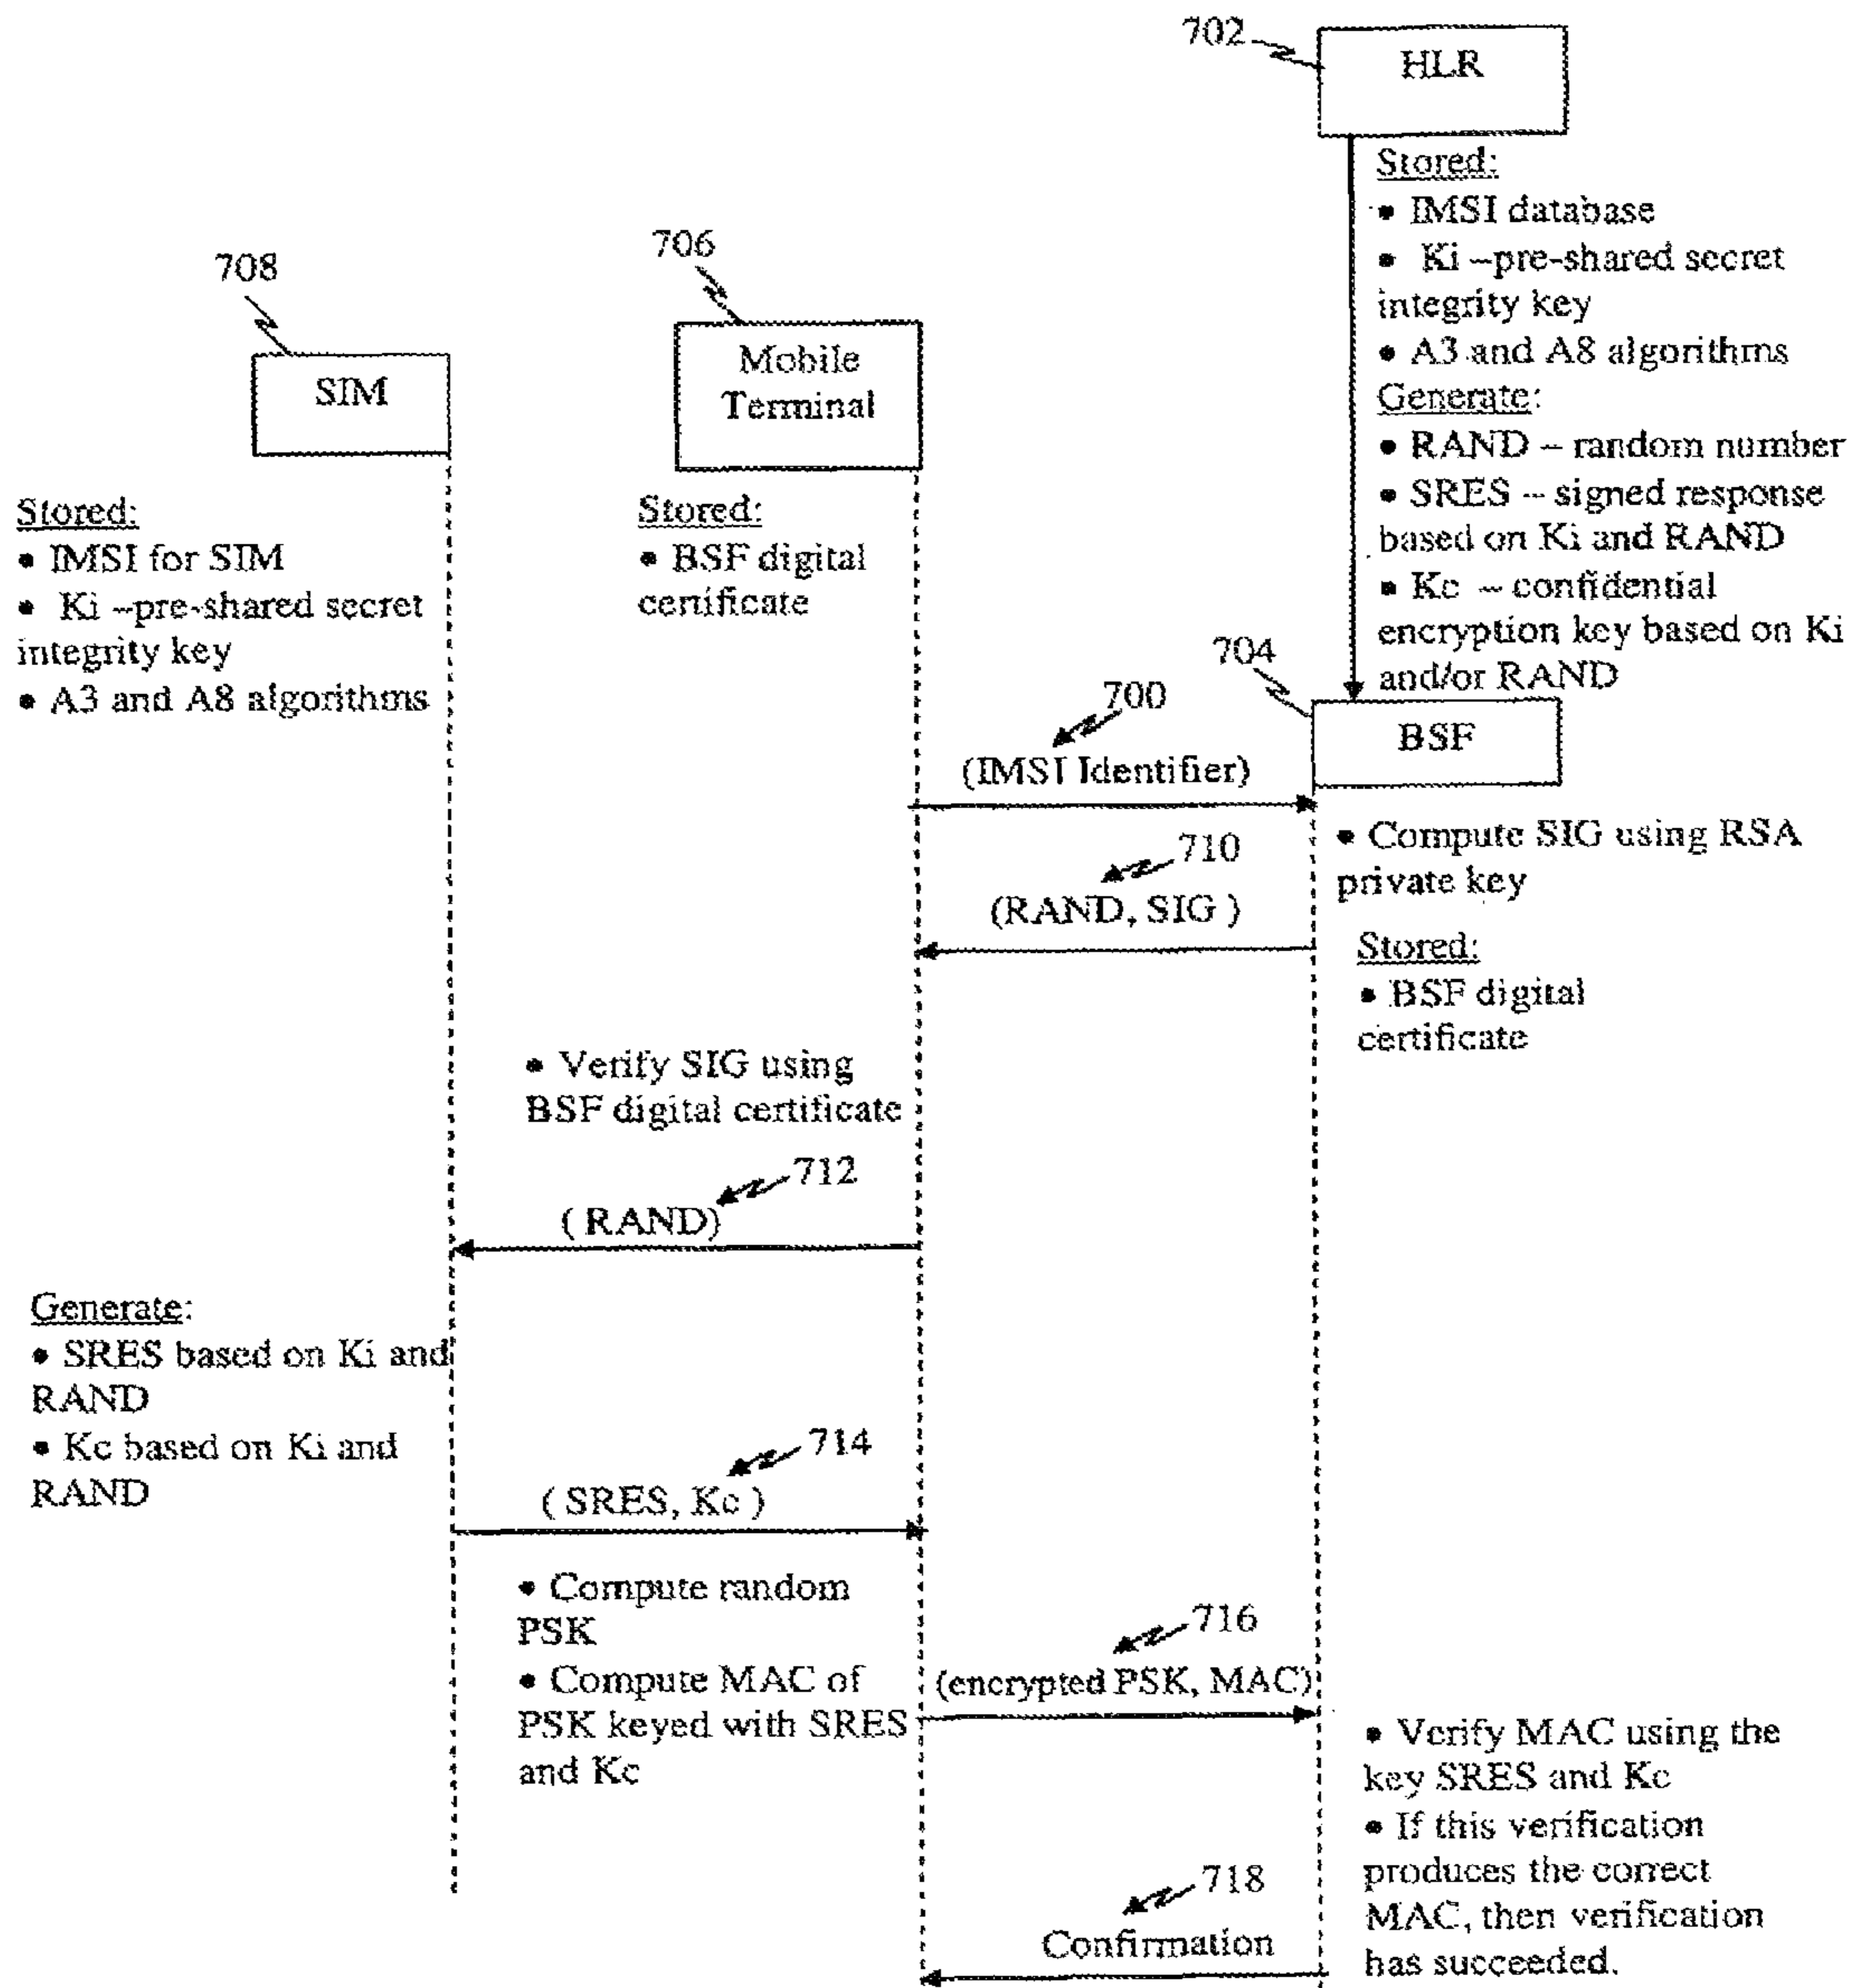 702
HLR
Stored:
• IMSI database
• Ki –pre-shared secret
integrity key
• A3 and A8 algorithms
Generate:
• RAND – random number
• SRES – signed response
based on Ki and RAND
• Kc – confidential
encryption key based on Ki
and/or RAND
708
SIM
706
Mobile
Terminal
Stored:
• IMSI for SIM
• Ki –pre-shared secret
integrity key
• A3 and A8 algorithms
Stored:
• BSF digital
certificate
704
BSF
700
(IMSI Identifier)
• Compute SIG using RSA
private key
710
(RAND, SIG )
Stored:
• BSF digital
certificate
• Verify SIG using
BSF digital certificate
712
( RAND)
Generate:
• SRES based on Ki and
RAND
• Kc based on Ki and
RAND
714
( SRES, Kc )
• Compute random
PSK
• Compute MAC of
PSK keyed with SRES
and Kc
716
(encrypted PSK, MAC)
• Verify MAC using the
key SRES and Kc
• If this verification
produces the correct
MAC, then verification
has succeeded.
718
Confirmation